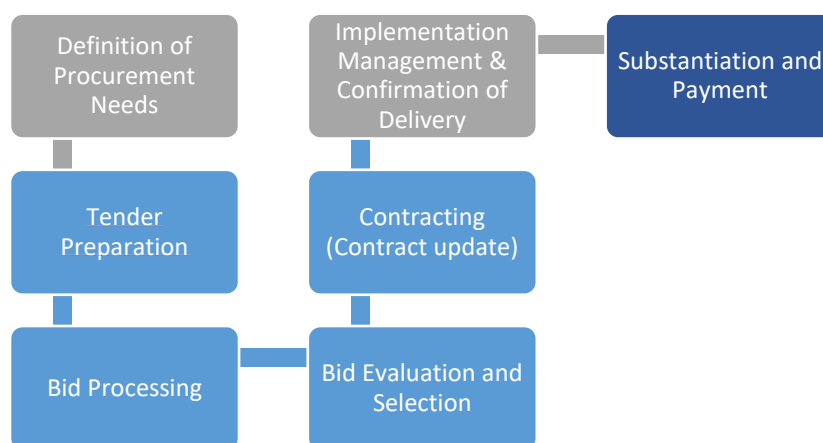 Definition of
Procurement
Needs
Tender
Preparation
Bid Processing
Bid Evaluation and
Selection
Contracting
(Contract update)
Implementation
Management &
Confirmation of
Delivery
Substantiation and
Payment